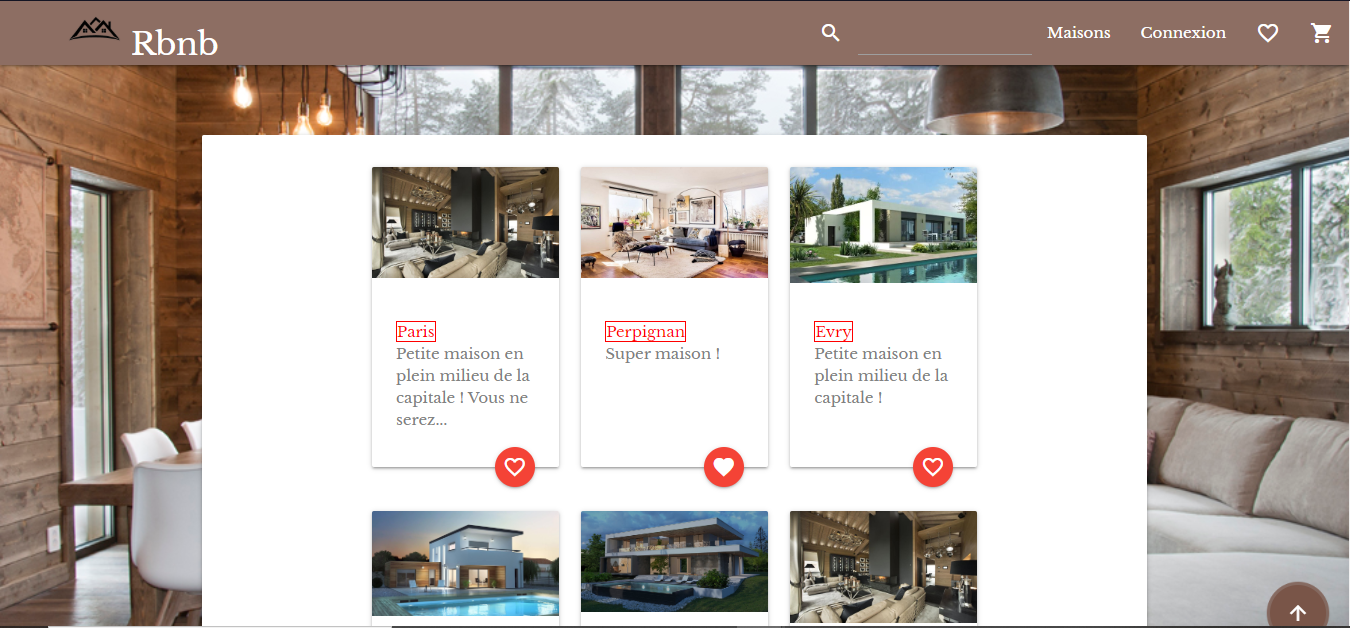 Rbnb
Maisons
Connexion
Paris
Petite maison en
plein milieu de la
capitale ! Vous ne
serez...
Perpignan
Super maison !
Evry
Petite maison en
plein milieu de la
capitale !